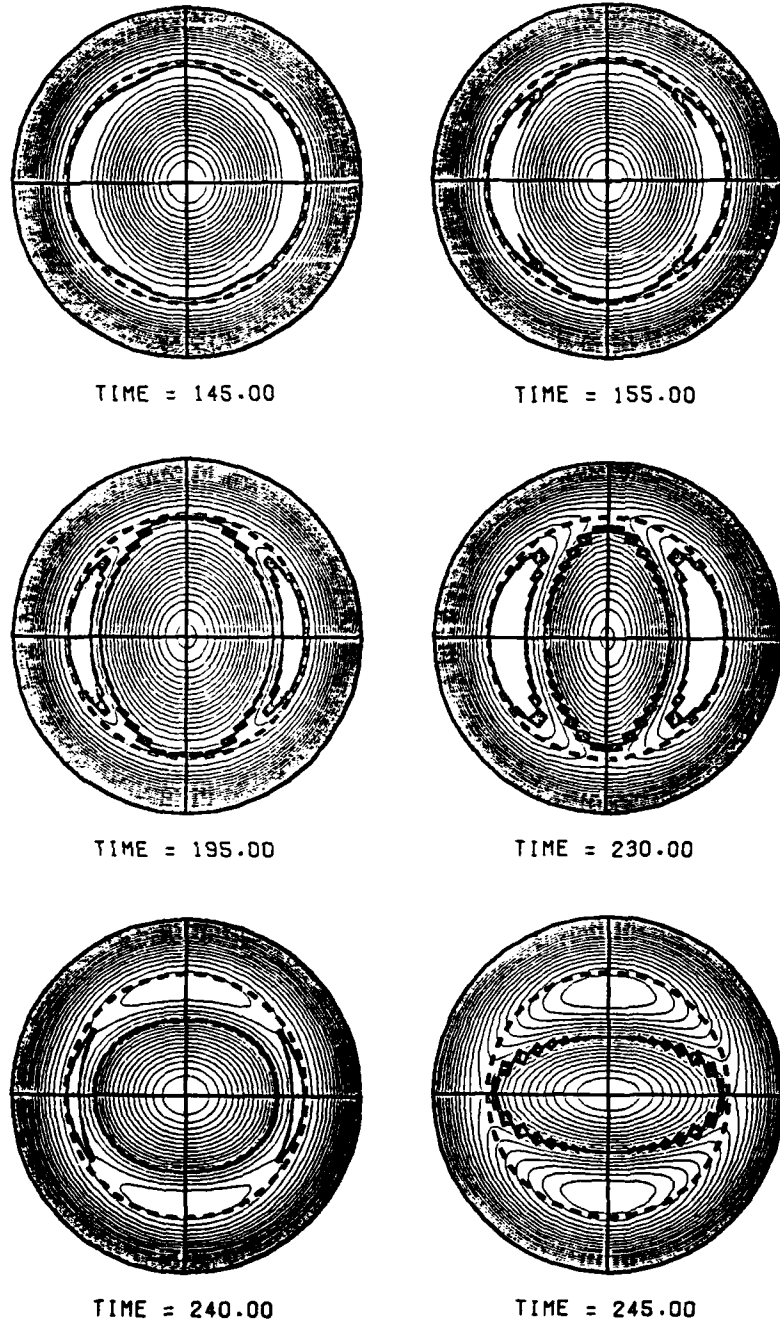 TIME = 145.00
TIME = 155.00
TIME = 195.00
TIME = 230.00
TIME = 240.00
TIME = 245.00